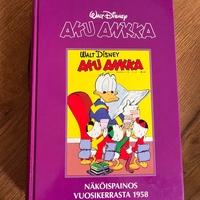 Walt Disney
AKU ANKKA
WALT DISNEY
AKU ANKKA
NÄKÖISPAINOS
VUOSIKERRASTA 1958